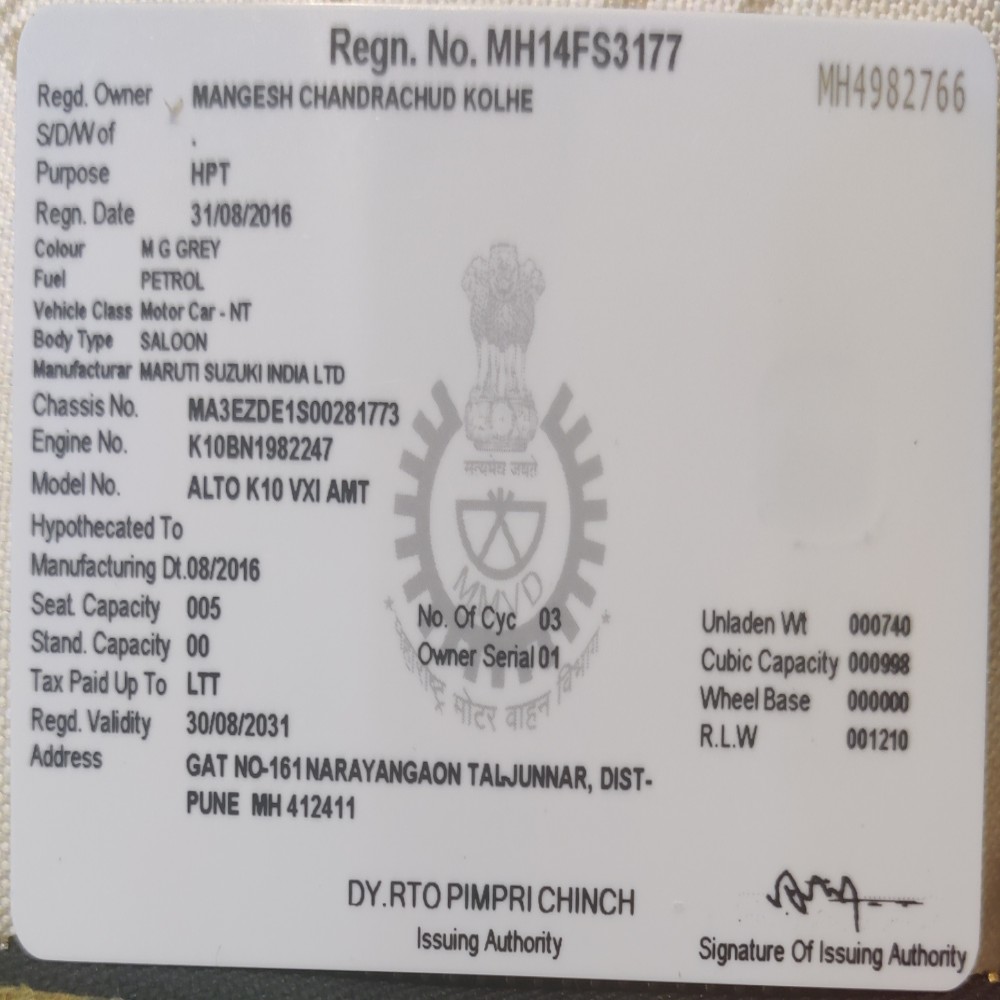 Regn. No. MH14FS3177
MH4982766
Regd. Owner MANGESH CHANDRACHUD KOLHE
S/D/W of .
Purpose HPT
Regn. Date 31/08/2016
Colour M G GREY
Fuel PETROL
Vehicle Class Motor Car - NT
Body Type SALOON
Manufacturar MARUTI SUZUKI INDIA LTD
Chassis No. MA3EZDE1S00281773
Engine No. K10BN1982247
सत्यमेव जयते
Model No. ALTO K10 VXI AMT
Hypothecated To
Manufacturing Dt. 08/2016
MMVD
Seat Capacity 005 No. Of Cyc 03 Unladen Wt 000740
Stand. Capacity 00 Owner Serial 01 Cubic Capacity 000998
Tax Paid Up To LTT Wheel Base 000000
मोटर वाहन विभाग
Regd. Validity 30/08/2031 R.L.W 001210
Address GAT NO-161 NARAYANGAON TAL-JUNNAR, DIST-
PUNE MH 412411
DY.RTO PIMPRI CHINCH
Issuing Authority
Signature Of Issuing Authority